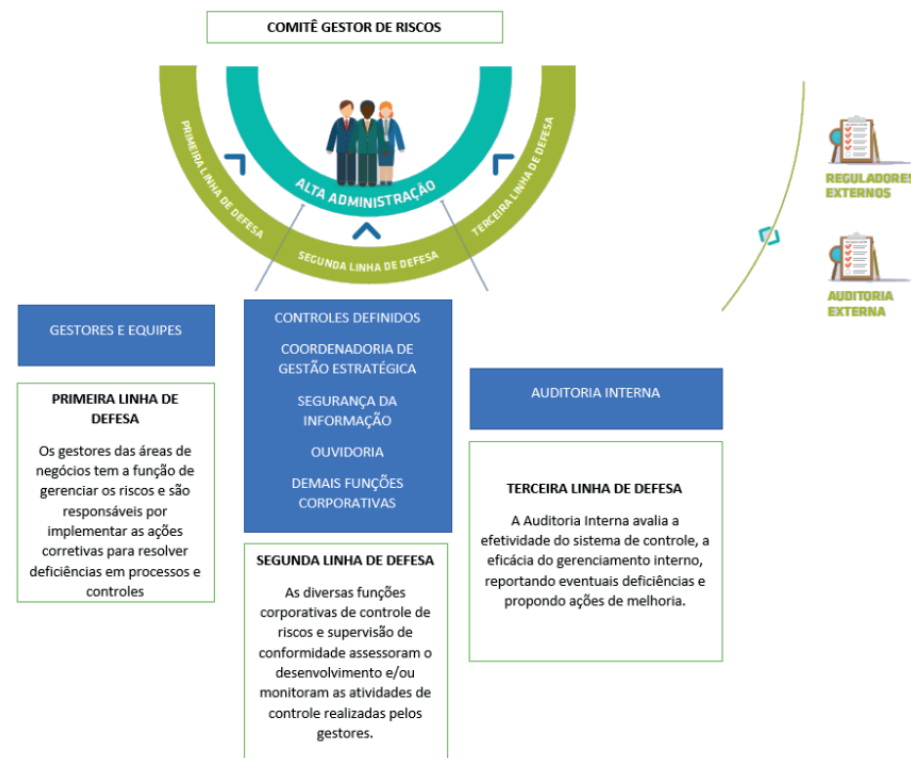 COMITÊ GESTOR DE RISCOS
PRIMEIRA LINHA DE DEFESA
ALTA ADMINISTRAÇÃO
SEGUNDA LINHA DE DEFESA
TERCEIRA LINHA DE DEFESA
REGULADORES
EXTERNOS
AUDITORIA
EXTERNA
GESTORES E EQUIPES
PRIMEIRA LINHA DE
DEFESA
Os gestores das áreas de
negócios tem a função de
gerenciar os riscos e são
responsáveis por
implementar as ações
corretivas para resolver
deficiências em processos e
controles
CONTROLES DEFINIDOS
COORDENADORIA DE
GESTÃO ESTRATÉGICA
SEGURANÇA DA
INFORMAÇÃO
OUVIDORIA
DEMAIS FUNÇÕES
CORPORATIVAS
SEGUNDA LINHA DE DEFESA
As diversas funções
corporativas de controle de
riscos e supervisão de
conformidade assessoram o
desenvolvimento e/ou
monitoram as atividades de
controle realizadas pelos
gestores.
AUDITORIA INTERNA
TERCEIRA LINHA DE DEFESA
A Auditoria Interna avalia a
efetividade do sistema de controle, a
eficácia do gerenciamento interno,
reportando eventuais deficiências e
propondo ações de melhoria.